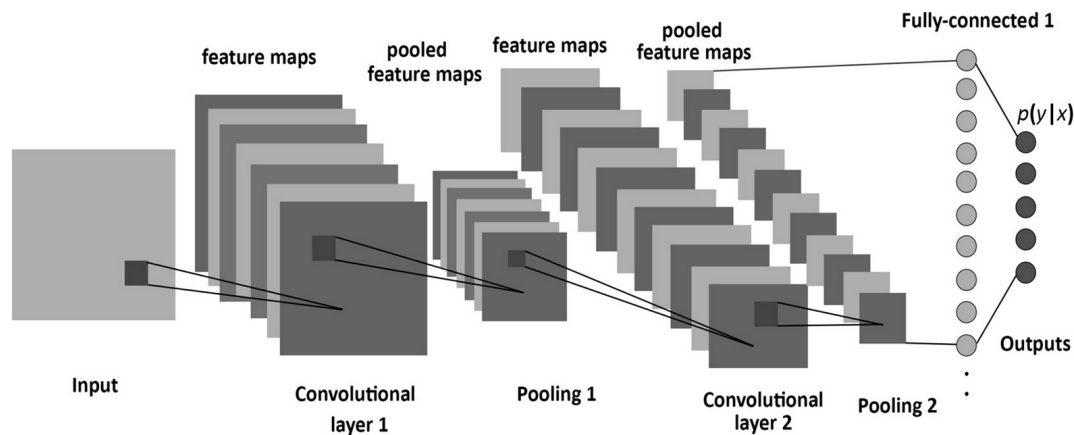 Fully-connected 1
feature maps
pooled
feature maps
feature maps
pooled
feature maps
p(y|x)
Outputs
Input
Convolutional
layer 1
Pooling 1
Convolutional
layer 2
Pooling 2